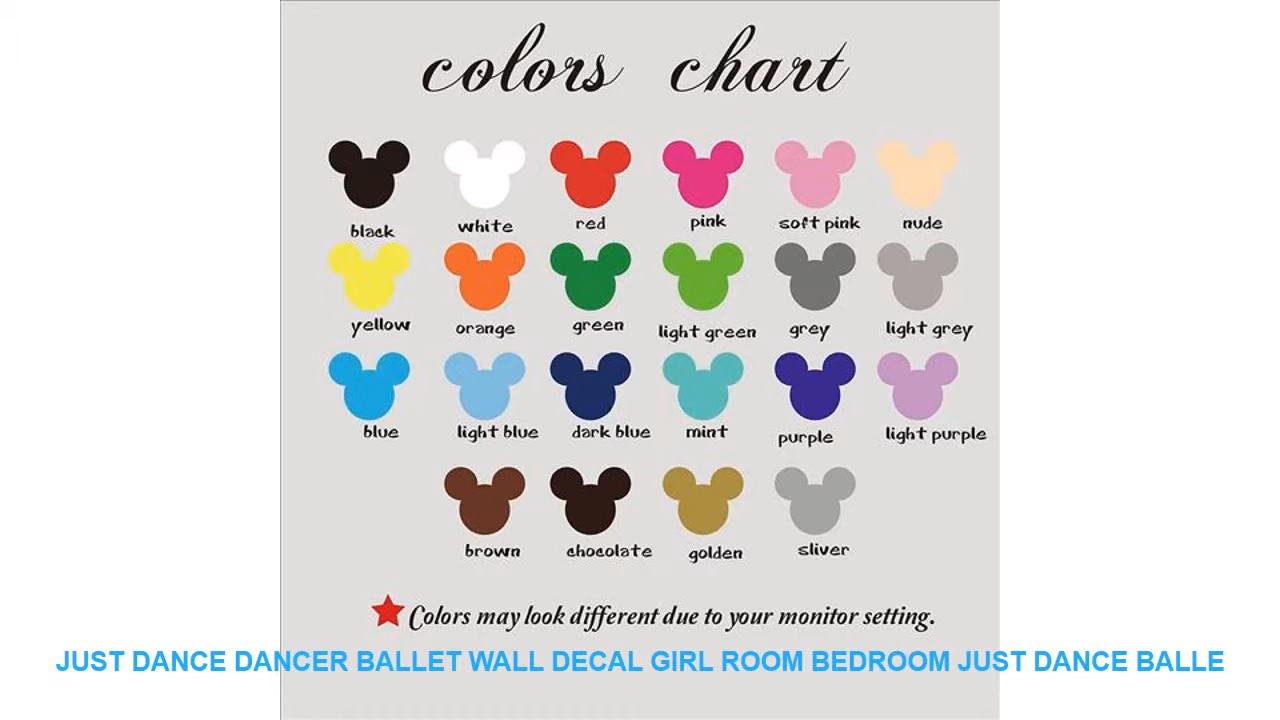 colors chart
black white red pink soft pink nude
yellow orange green light green grey light grey
blue light blue dark blue mint purple light purple
brown chocolate golden sliver
Colors may look different due to your monitor setting.
JUST DANCE DANCER BALLET WALL DECAL GIRL ROOM BEDROOM JUST DANCE BALLE